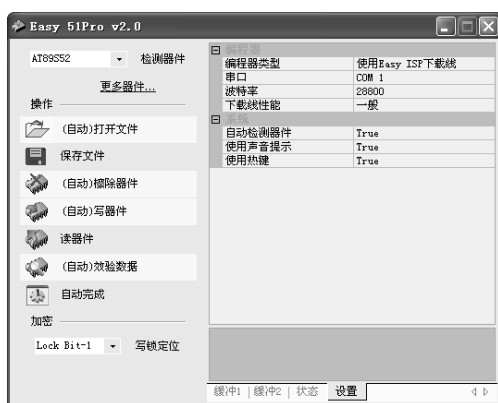 Easy 51Pro v2.0
AT89S52 检测器件
更多器件...
操作
(自动)打开文件
保存文件
(自动)擦除器件
(自动)写器件
读器件
(自动)效验数据
自动完成
加密
Lock Bit-1 写锁定位
编程器
编程器类型 使用Easy ISP下载线
串口 COM 1
波特率 28800
下载线性能 一般
系统
自动检测器件 True
使用声音提示 True
使用热键 True
缓冲1 | 缓冲2 | 状态 设置